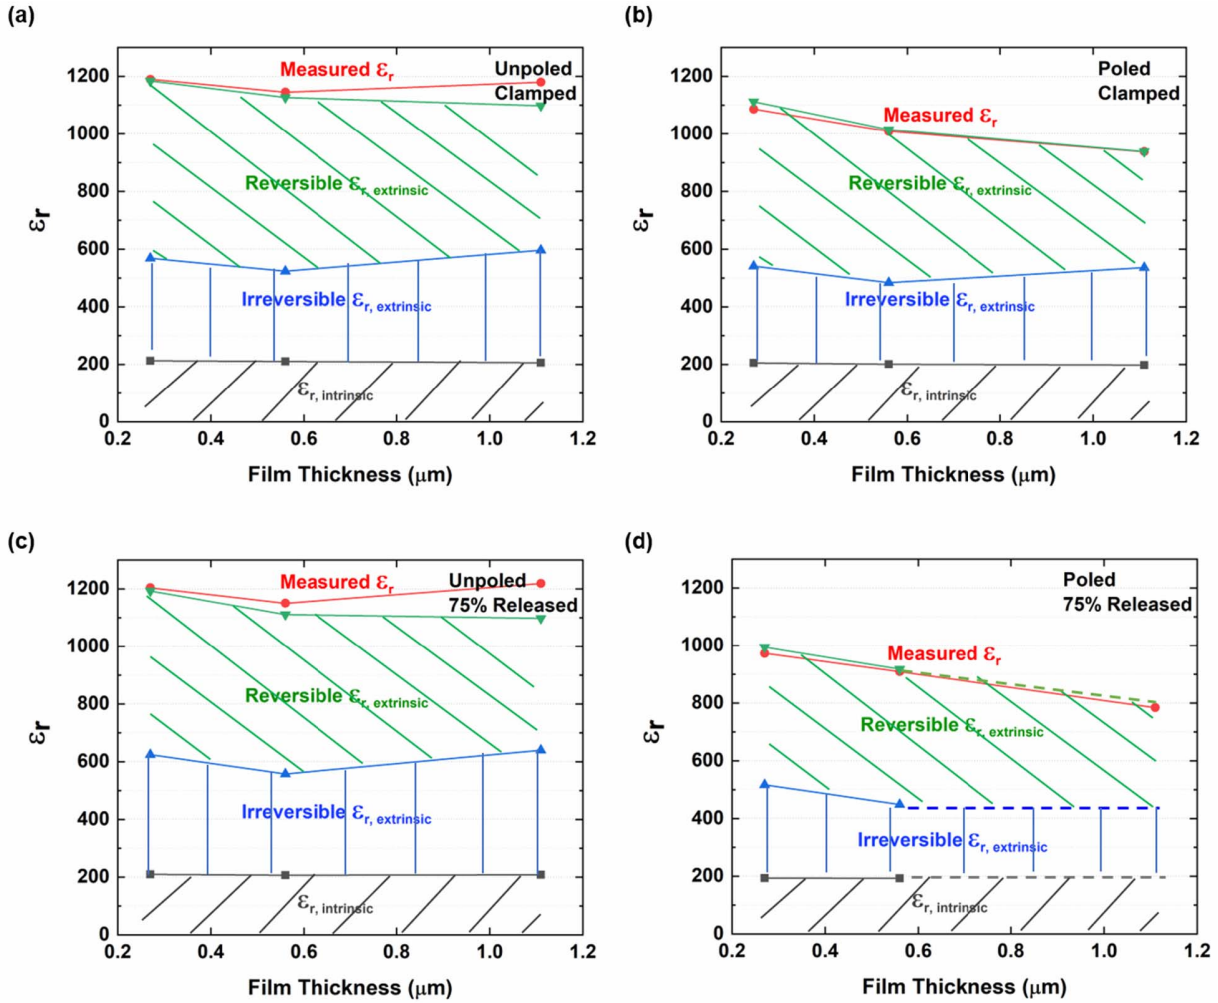 (a)
Measured εr
Unpoled
Clamped
Reversible εr, extrinsic
Irreversible εr, extrinsic
εr, intrinsic
εr
1200
1000
800
600
400
200
0
0.2 0.4 0.6 0.8 1.0 1.2
Film Thickness (μm)
(b)
Measured εr
Poled
Clamped
Reversible εr, extrinsic
Irreversible εr, extrinsic
εr, intrinsic
εr
1200
1000
800
600
400
200
0
0.2 0.4 0.6 0.8 1.0 1.2
Film Thickness (μm)
(c)
Measured εr
Unpoled
75% Released
Reversible εr, extrinsic
Irreversible εr, extrinsic
εr, intrinsic
εr
1200
1000
800
600
400
200
0
0.2 0.4 0.6 0.8 1.0 1.2
Film Thickness (μm)
(d)
Poled
75% Released
Measured εr
Reversible εr, extrinsic
Irreversible εr, extrinsic
εr, intrinsic
εr
1200
1000
800
600
400
200
0
0.2 0.4 0.6 0.8 1.0 1.2
Film Thickness (μm)